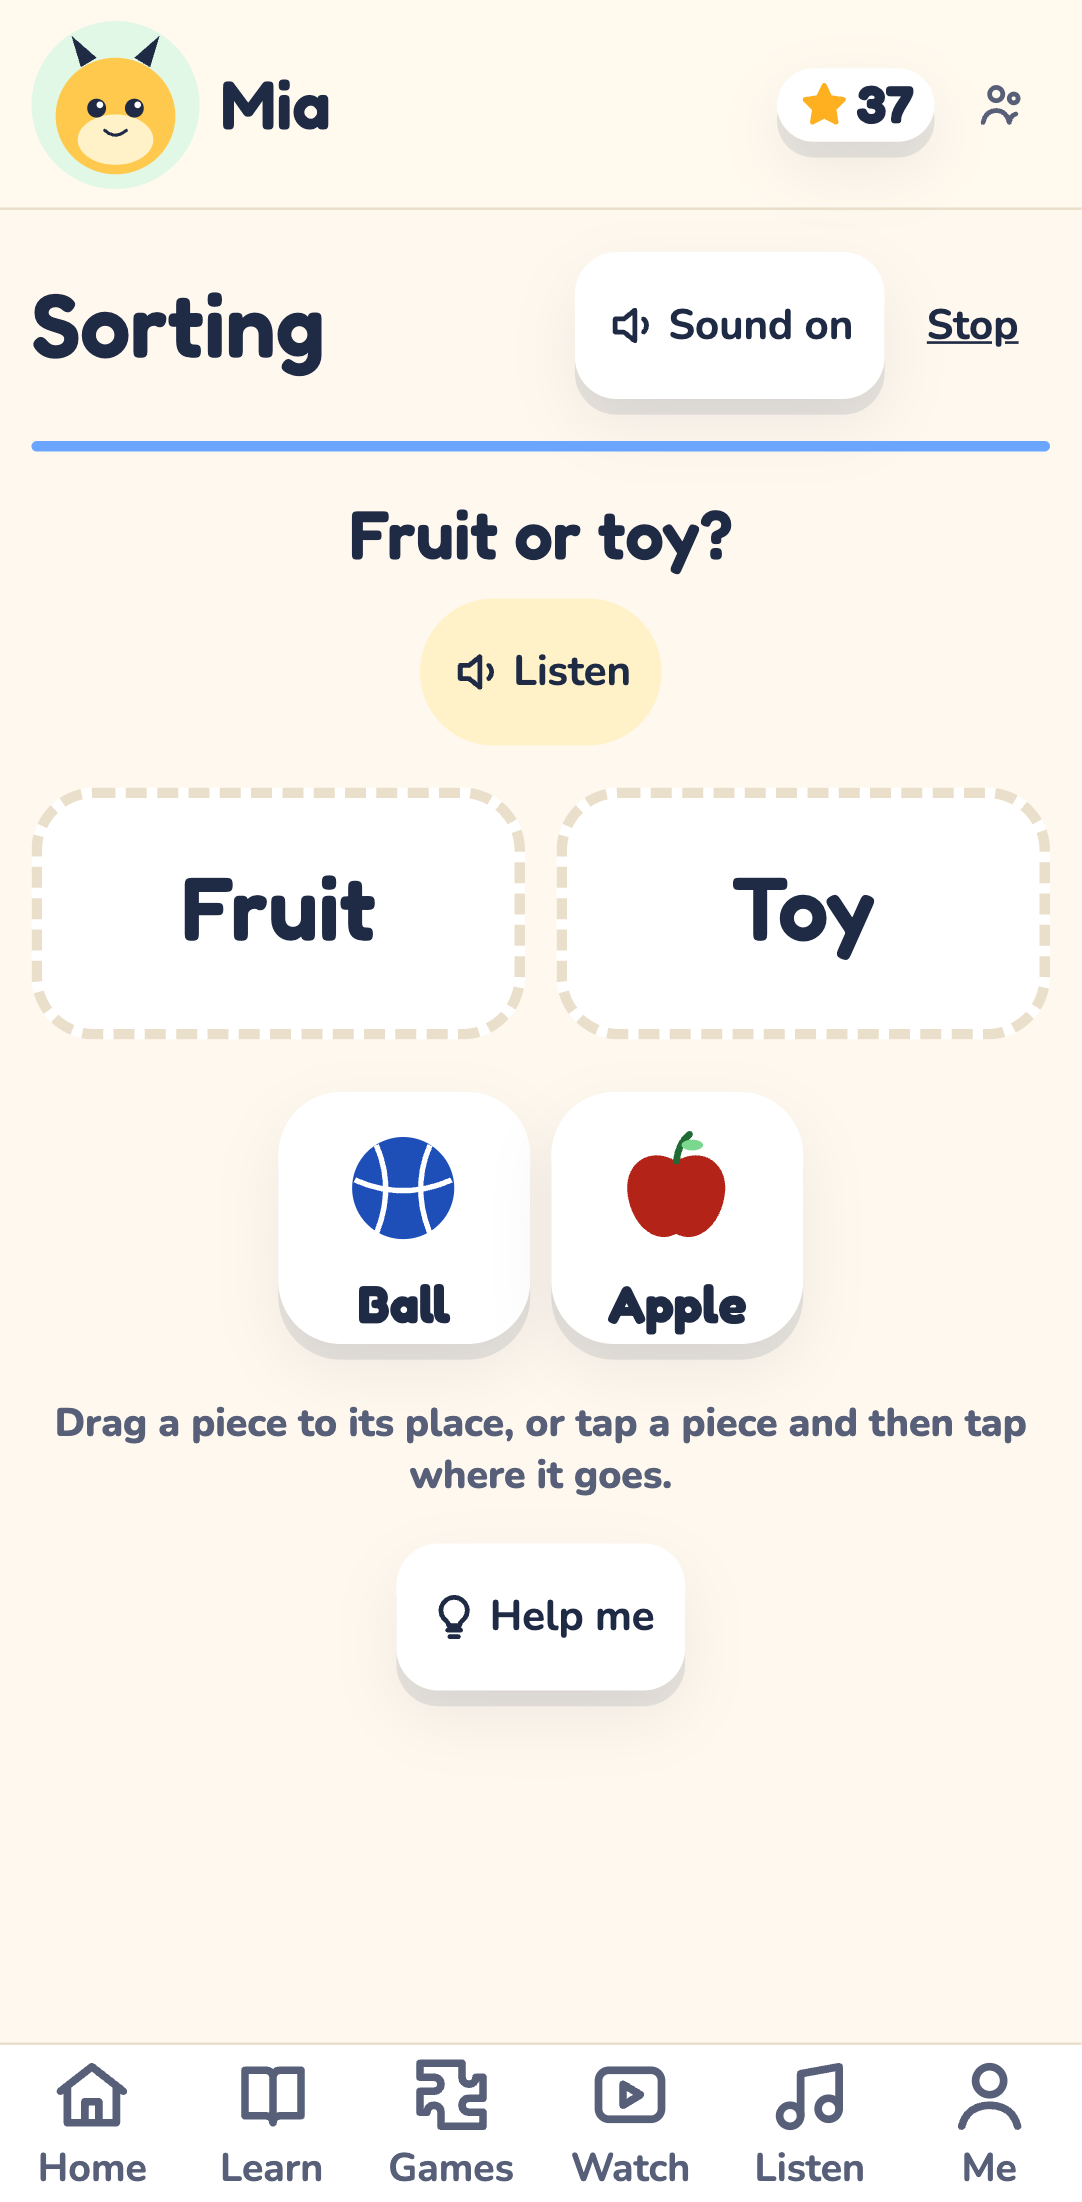 Mia
37
Sorting
Sound on
Stop
Fruit or toy?
Listen
Fruit
Toy
Ball
Apple
Drag a piece to its place, or tap a piece and then tap
where it goes.
Help me
Home
Learn
Games
Watch
Listen
Me